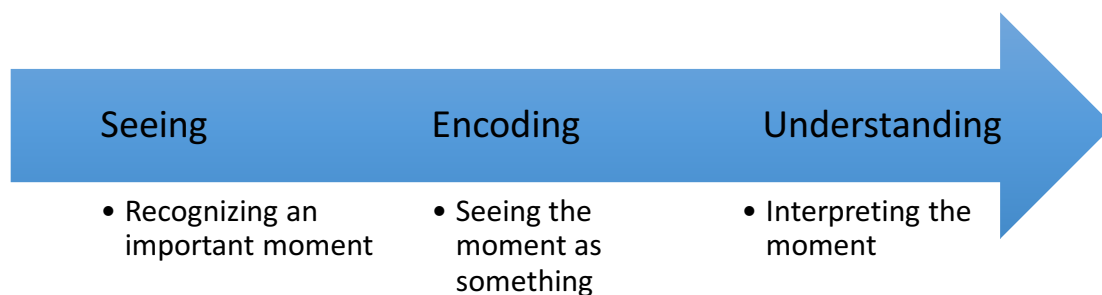 Seeing
Encoding
Understanding
• Recognizing an
important moment
• Seeing the
moment as
something
• Interpreting the
moment